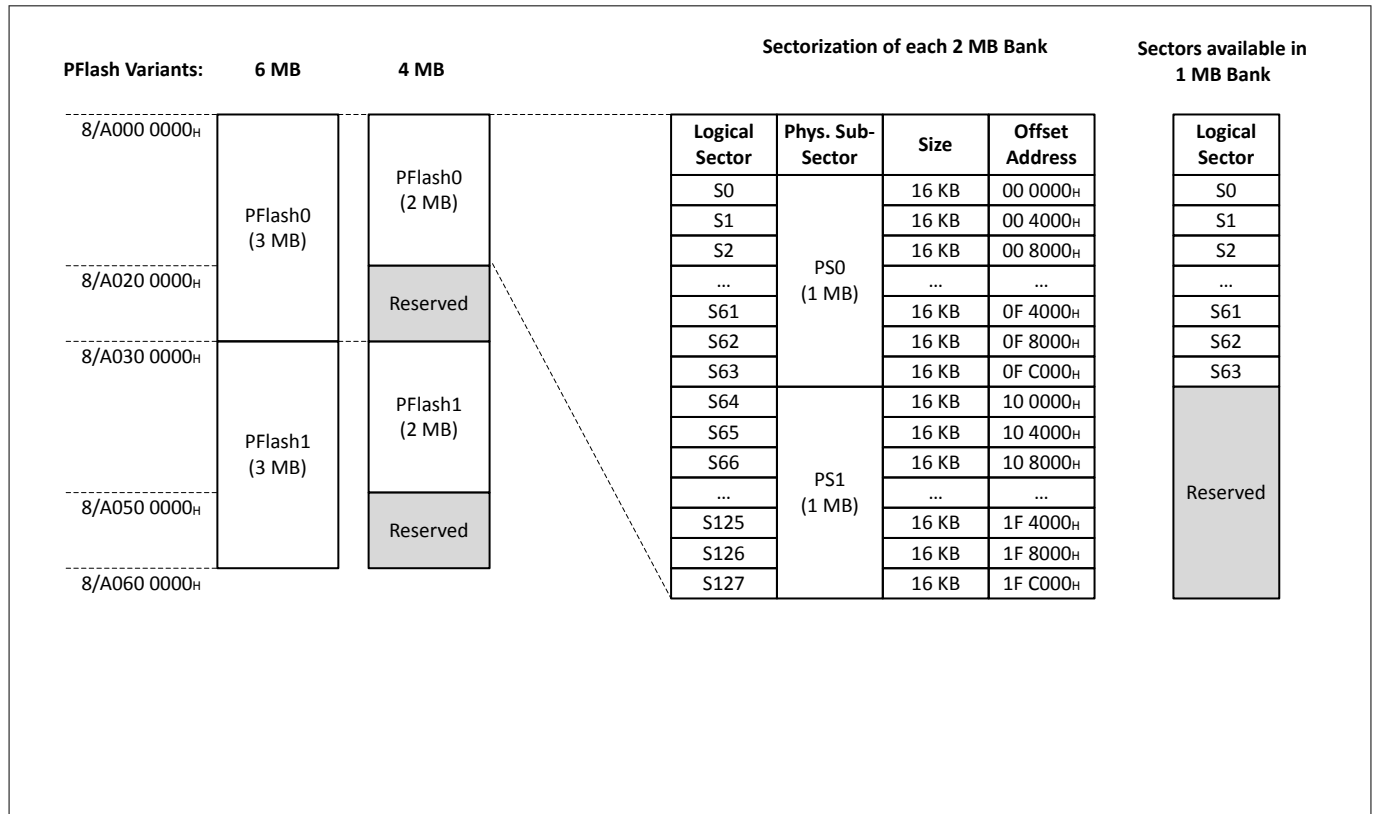 Sectorization of each 2 MB Bank
Sectors available in
1 MB Bank
PFlash Variants: 6 MB 4 MB
8/A000 0000H
8/A020 0000H
8/A030 0000H
8/A050 0000H
8/A060 0000H
PFlash0
(3 MB)
PFlash1
(3 MB)
PFlash0
(2 MB)
Reserved
PFlash1
(2 MB)
Reserved
Logical Sector Phys. Sub-Sector Size Offset Address
S0 16 KB 00 0000H
S1 16 KB 00 4000H
S2 16 KB 00 8000H
... ... ...
S61 16 KB 0F 4000H
S62 16 KB 0F 8000H
S63 16 KB 0F C000H
PS0
(1 MB)
S64 16 KB 10 0000H
S65 16 KB 10 4000H
S66 16 KB 10 8000H
... ... ...
S125 16 KB 1F 4000H
S126 16 KB 1F 8000H
S127 16 KB 1F C000H
PS1
(1 MB)
Logical
Sector
S0
S1
S2
...
S61
S62
S63
Reserved